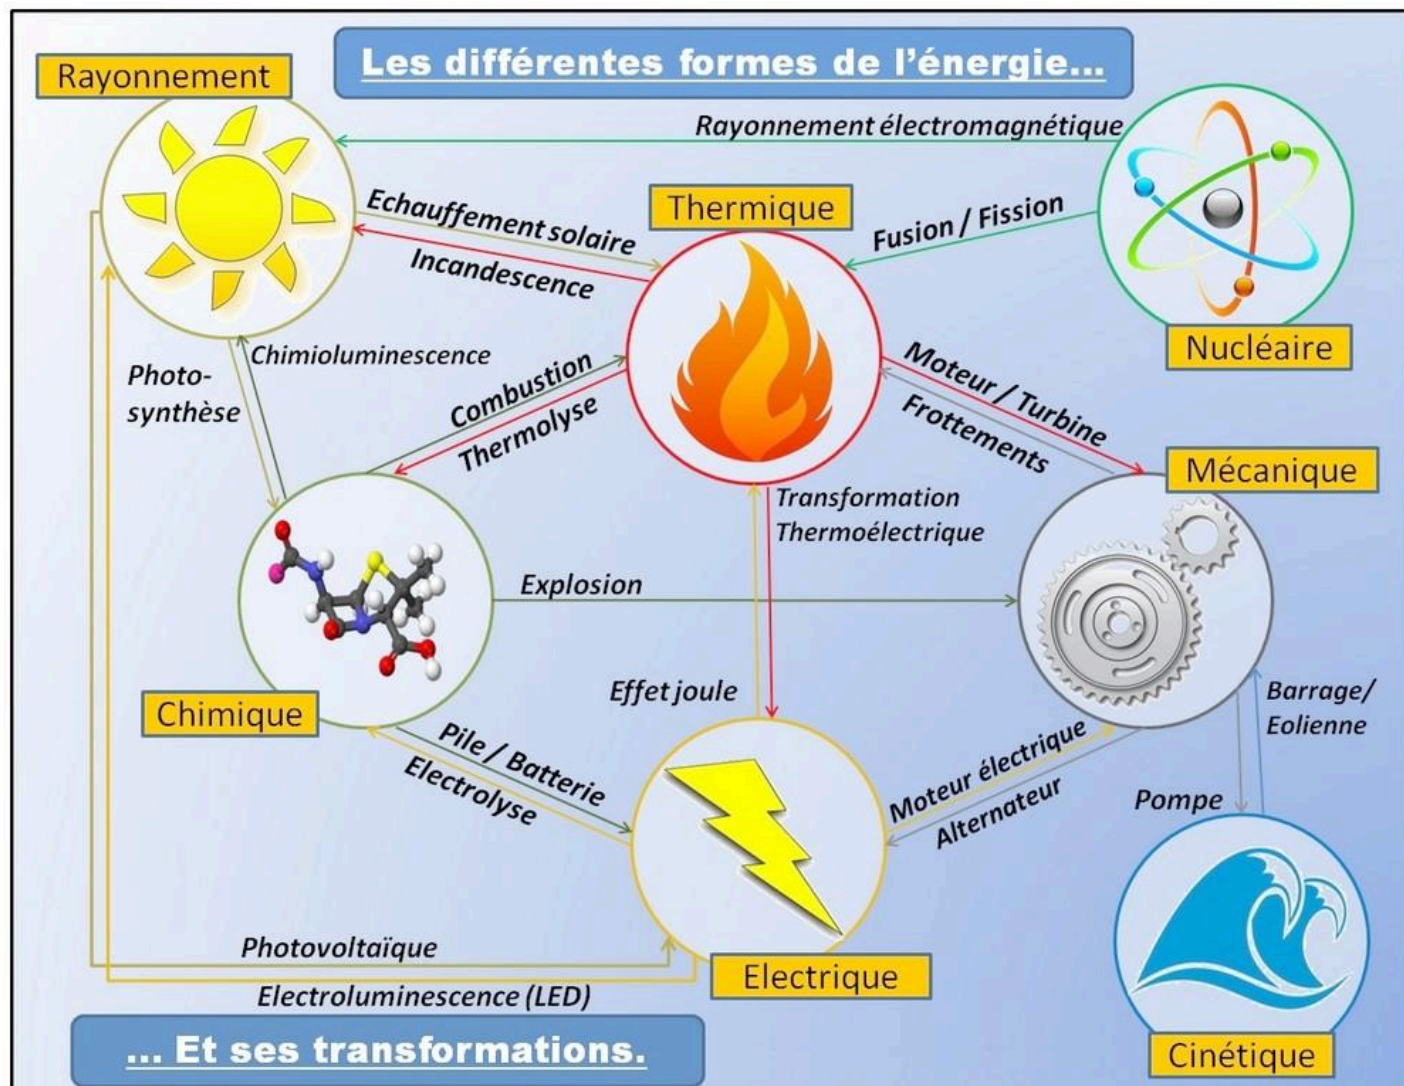 Les différentes formes de l’énergie...
Rayonnement
Rayonnement électromagnétique
Thermique
Echauffement solaire
Incandescence
Fusion / Fission
Nucléaire
Photo-
synthèse
Chimioluminescence
Combustion
Thermolyse
Moteur / Turbine
Frottements
Mécanique
Transformation
Thermoélectrique
Explosion
Chimique
Effet joule
Barrage/
Eolienne
Pile / Batterie
Electrolyse
Moteur électrique
Alternateur
Pompe
Photovoltaïque
Electrique
Electroluminescence (LED)
... Et ses transformations.
Cinétique